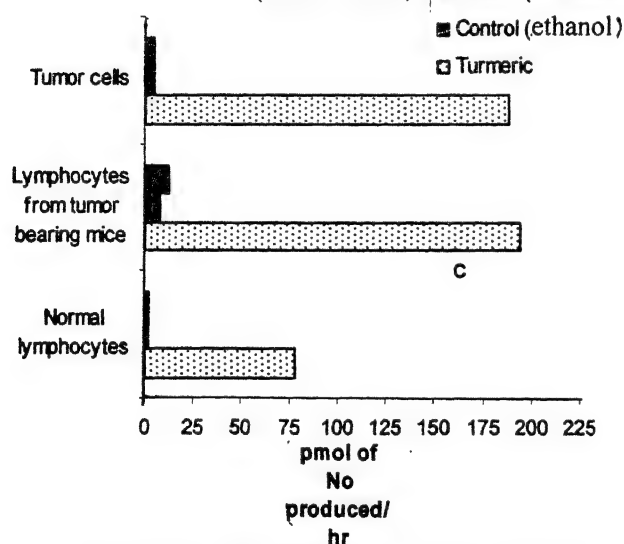 Control (ethanol)
Turmeric
Tumor cells
Lymphocytes
from tumor
bearing mice
C
Normal
lymphocytes
0 25 50 75 100 125 150 175 200 225
pmol of
No
produced/
hr